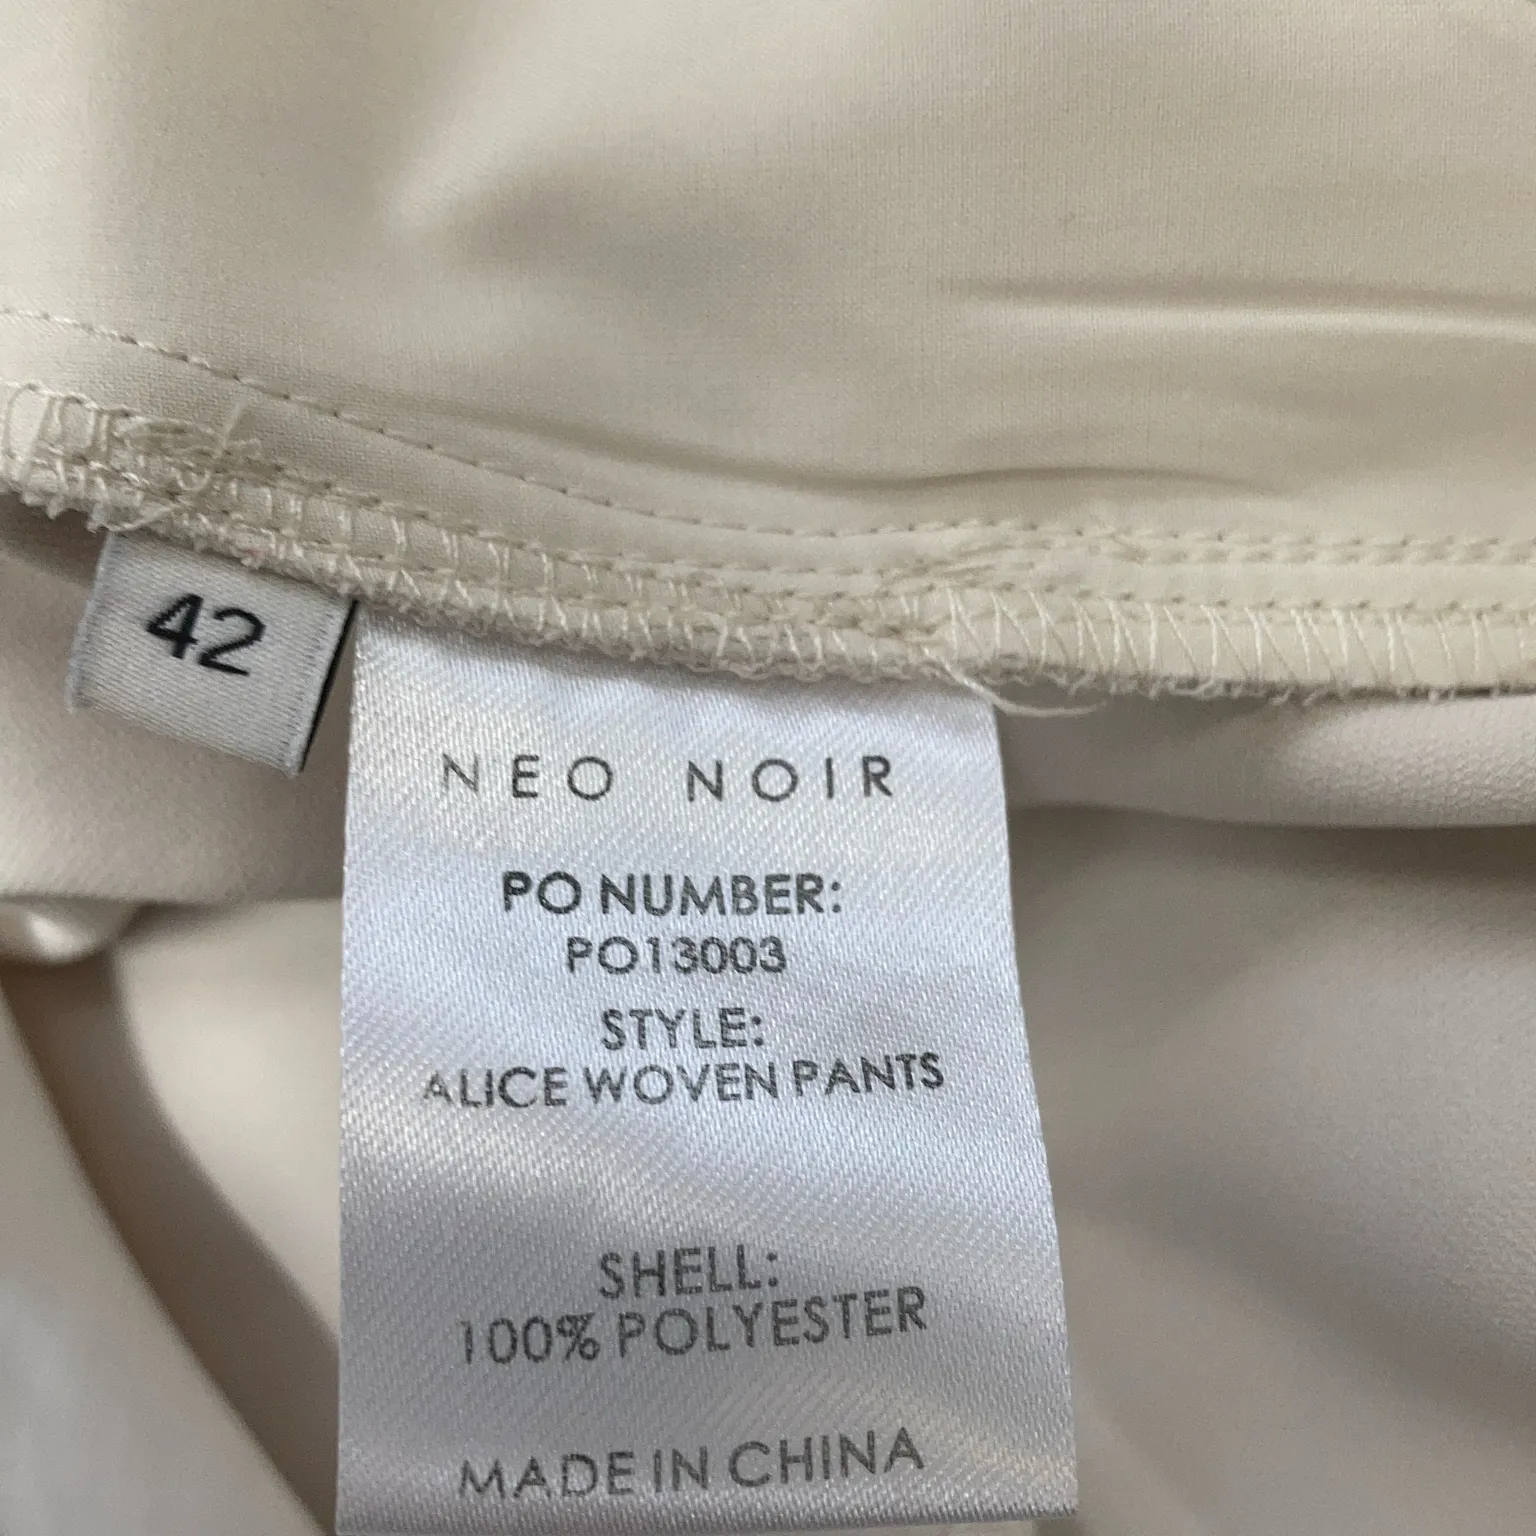 42
NEO NOIR
PO NUMBER:
PO13003
STYLE:
ALICE WOVEN PANTS
SHELL:
100% POLYESTER
MADE IN CHINA